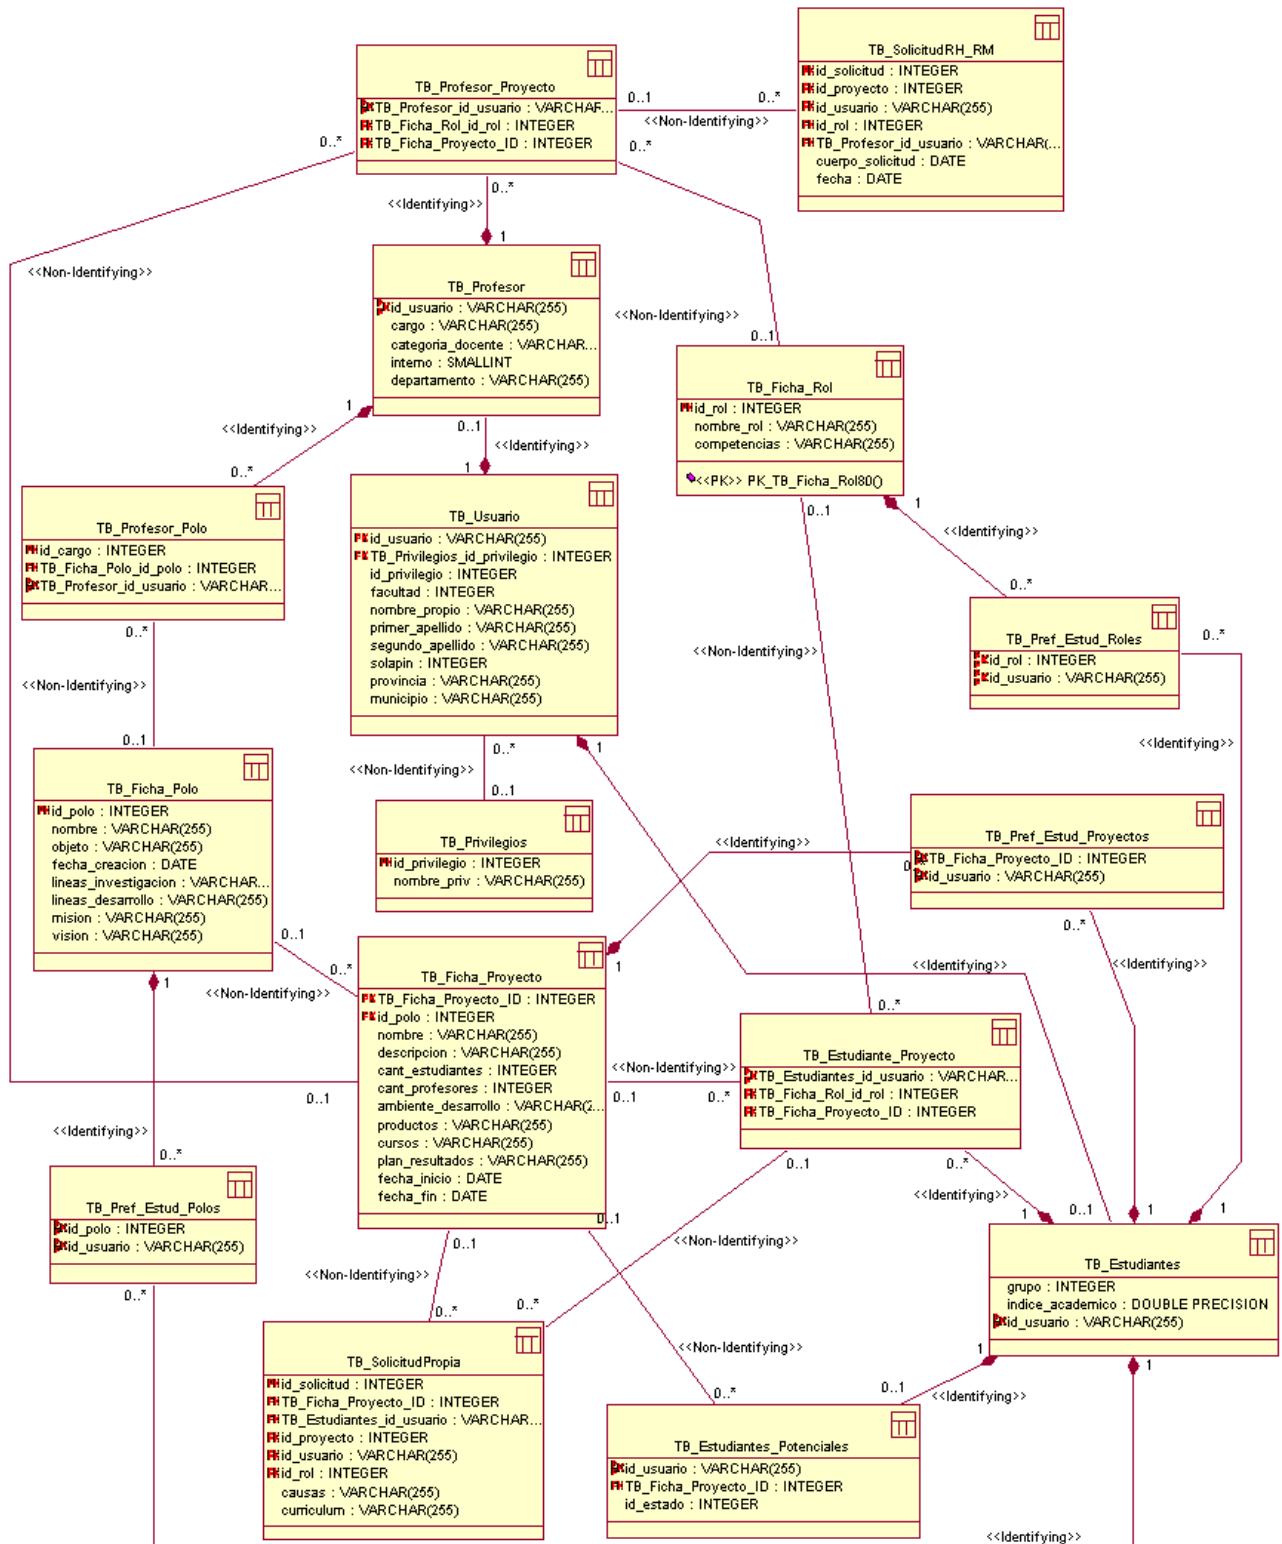 TB_SolicitudRH_RM
id_solicitud : INTEGER
id_proyecto : INTEGER
id_usuario : VARCHAR(255)
id_rol : INTEGER
TB_Profesor_id_usuario : VARCHAR(...
cuerpo_solicitud : DATE
fecha : DATE
TB_Profesor_Proyecto
TB_Profesor_id_usuario : VARCHAR...
TB_Ficha_Rol_id_rol : INTEGER
TB_Ficha_Proyecto_ID : INTEGER
0..1
0..*
<<Non-Identifying>>
0..*
0..*
0..*
<<Identifying>>
1
<<Non-Identifying>>
TB_Profesor
id_usuario : VARCHAR(255)
cargo : VARCHAR(255)
categoria_docente : VARCHAR...
interno : SMALLINT
departamento : VARCHAR(255)
<<Non-Identifying>>
0..1
TB_Ficha_Rol
id_rol : INTEGER
nombre_rol : VARCHAR(255)
competencias : VARCHAR(255)
<<PK>> PK_TB_Ficha_Rol80()
1
<<Identifying>>
0..*
0..1
<<Identifying>>
1
0..1
1
<<Identifying>>
0..*
TB_Profesor_Polo
id_cargo : INTEGER
TB_Ficha_Polo_id_polo : INTEGER
TB_Profesor_id_usuario : VARCHAR...
TB_Usuario
id_usuario : VARCHAR(255)
TB_Privilegios_id_privilegio : INTEGER
id_privilegio : INTEGER
facultad : INTEGER
nombre_propio : VARCHAR(255)
primer_apellido : VARCHAR(255)
segundo_apellido : VARCHAR(255)
solapin : INTEGER
provincia : VARCHAR(255)
municipio : VARCHAR(255)
TB_Pref_Estud_Roles
id_rol : INTEGER
id_usuario : VARCHAR(255)
0..*
0..*
<<Non-Identifying>>
0..1
<<Non-Identifying>>
<<Identifying>>
0..*
1
<<Non-Identifying>>
0..1
TB_Ficha_Polo
id_polo : INTEGER
nombre : VARCHAR(255)
objeto : VARCHAR(255)
fecha_creacion : DATE
lineas_investigacion : VARCHAR...
lineas_desarrollo : VARCHAR(255)
mision : VARCHAR(255)
vision : VARCHAR(255)
TB_Privilegios
id_privilegio : INTEGER
nombre_priv : VARCHAR(255)
TB_Pref_Estud_Proyectos
TB_Ficha_Proyecto_ID : INTEGER
id_usuario : VARCHAR(255)
<<Identifying>>
1
0..*
<<Identifying>>
<<Identifying>>
0..1
0..*
<<Non-Identifying>>
1
TB_Ficha_Proyecto
TB_Ficha_Proyecto_ID : INTEGER
id_polo : INTEGER
nombre : VARCHAR(255)
descripcion : VARCHAR(255)
cant_estudiantes : INTEGER
cant_profesores : INTEGER
ambiente_desarrollo : VARCHAR(2...
productos : VARCHAR(255)
cursos : VARCHAR(255)
plan_resultados : VARCHAR(255)
fecha_inicio : DATE
fecha_fin : DATE
0..*
TB_Estudiante_Proyecto
TB_Estudiantes_id_usuario : VARCHAR...
TB_Ficha_Rol_id_rol : INTEGER
TB_Ficha_Proyecto_ID : INTEGER
<<Non-Identifying>>
0..1
0..*
0..1
<<Identifying>>
0..*
TB_Pref_Estud_Polos
id_polo : INTEGER
id_usuario : VARCHAR(255)
0..*
0..1
0..*
<<Identifying>>
1
0..1
1
1
0..1
<<Non-Identifying>>
0..1
<<Non-Identifying>>
0..*
0..*
<<Non-Identifying>>
TB_Estudiantes
grupo : INTEGER
indice_academico : DOUBLE PRECISION
id_usuario : VARCHAR(255)
1
1
<<Identifying>>
0..1
0..*
TB_SolicitudPropia
id_solicitud : INTEGER
TB_Ficha_Proyecto_ID : INTEGER
TB_Estudiantes_id_usuario : VARCHAR...
id_proyecto : INTEGER
id_usuario : VARCHAR(255)
id_rol : INTEGER
causas : VARCHAR(255)
curriculum : VARCHAR(255)
TB_Estudiantes_Potenciales
id_usuario : VARCHAR(255)
TB_Ficha_Proyecto_ID : INTEGER
id_estado : INTEGER
<<Identifying>>